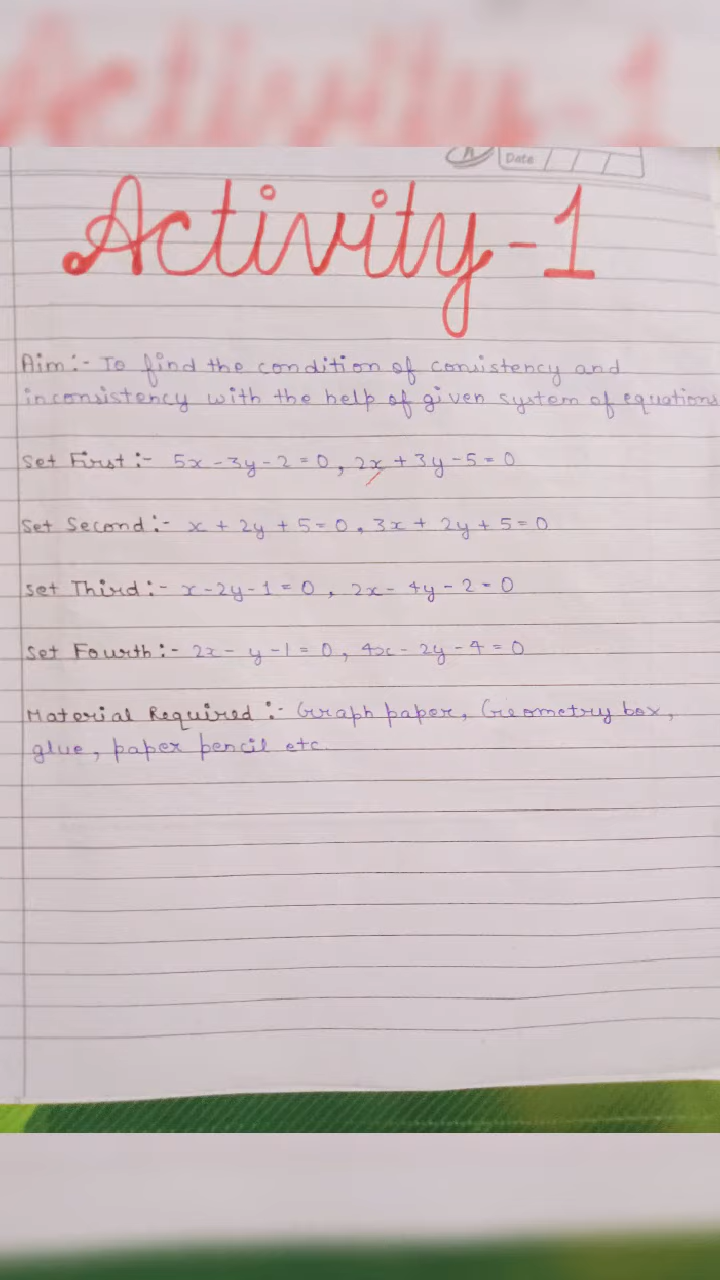 Activity-1
Date
Activity-1
Aim:- To find the condition of consistency and
inconsistency with the help of given system of equations
Set First:- 5x-3y-2=0, 2x+3y-5=0
Set Second:- x+2y+5=0, 3x+2y+5=0
Set Third:- x-2y-1=0, 2x-4y-2=0
Set Fourth:- 2x-y-1=0, 4x-2y-4=0
Material Required:- Graph paper, Geometry box,
glue, paper pencil etc.